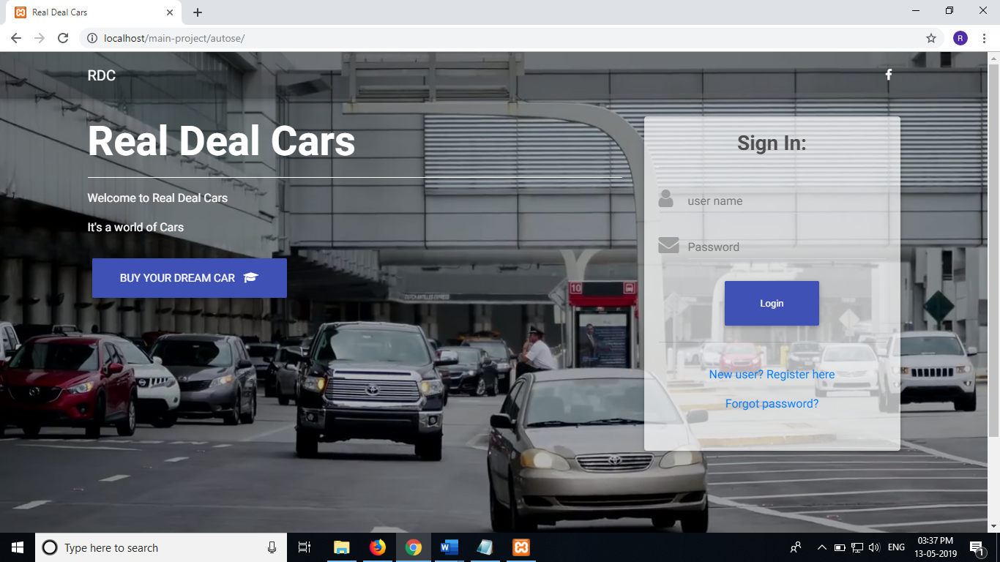 Real Deal Cars
localhost/main-project/autose/
R
RDC
Real Deal Cars
Welcome to Real Deal Cars
It's a world of Cars
BUY YOUR DREAM CAR
Sign In:
user name
Password
Login
New user? Register here
Forgot password?
10
Type here to search
W
ENG
03:37 PM
13-05-2019
1